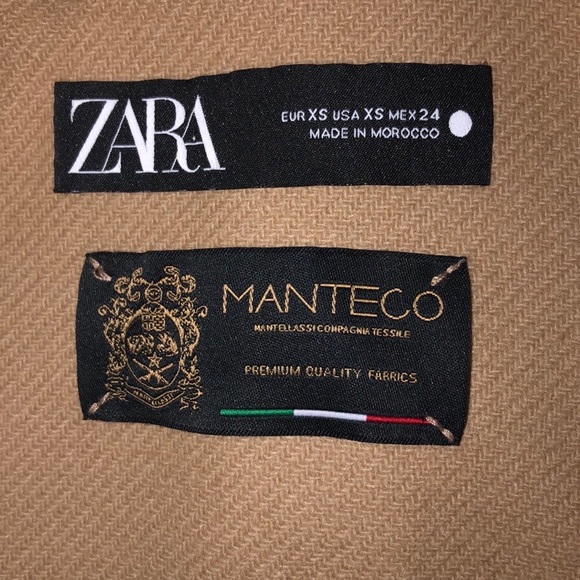 ZARA
EUR XS USA XS MEX 24
MADE IN MOROCCO
MANTECO
MANTELLASSI COMPAGNIA TESSILE
PREMIUM QUALITY FABRICS